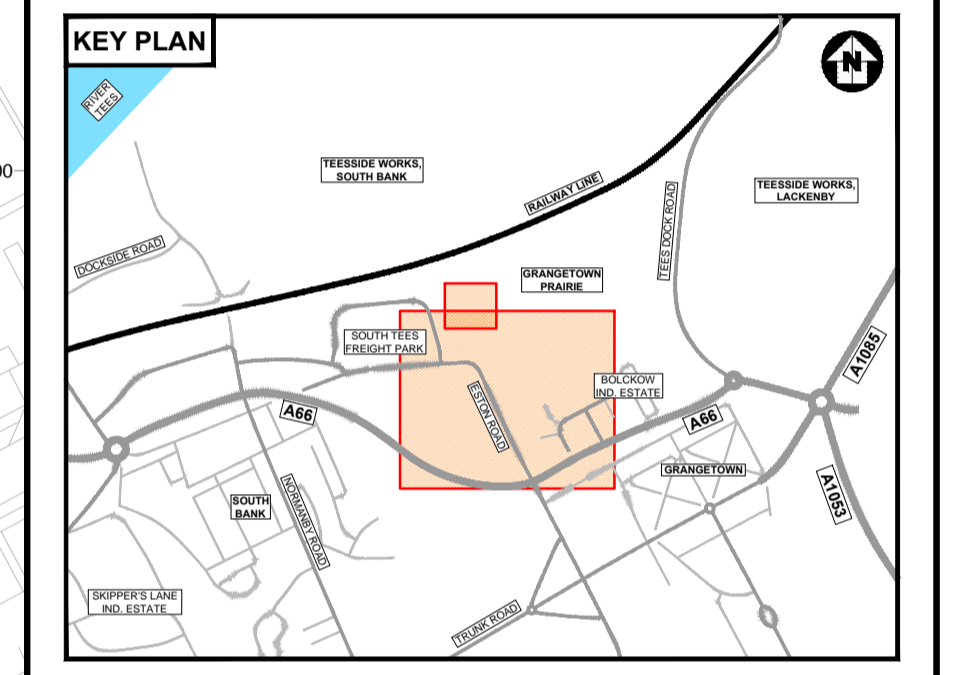 KEY PLAN
N
RIVER
TEES
00
TEESSIDE WORKS,
SOUTH BANK
RAILWAY LINE
TEES DOCK ROAD
TEESSIDE WORKS,
LACKENBY
DOCKSIDE ROAD
GRANGETOWN
PRAIRIE
SOUTH TEES
FREIGHT PARK
A1085
BOLCKOW
IND. ESTATE
ESTON ROAD
A66
A66
GRANGETOWN
A1053
SOUTH
BANK
NORMANBY ROAD
SKIPPER'S LANE
IND. ESTATE
TRUNK ROAD